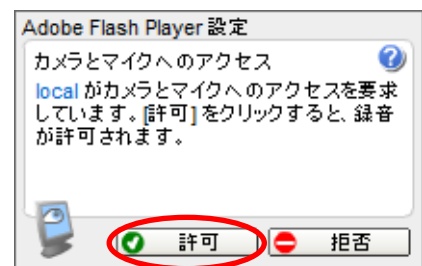 Adobe Flash Player 設定
カメラとマイクへのアクセス
local がカメラとマイクへのアクセスを要求
しています。[許可] をクリックすると、録音
が許可されます。
許可 拒否